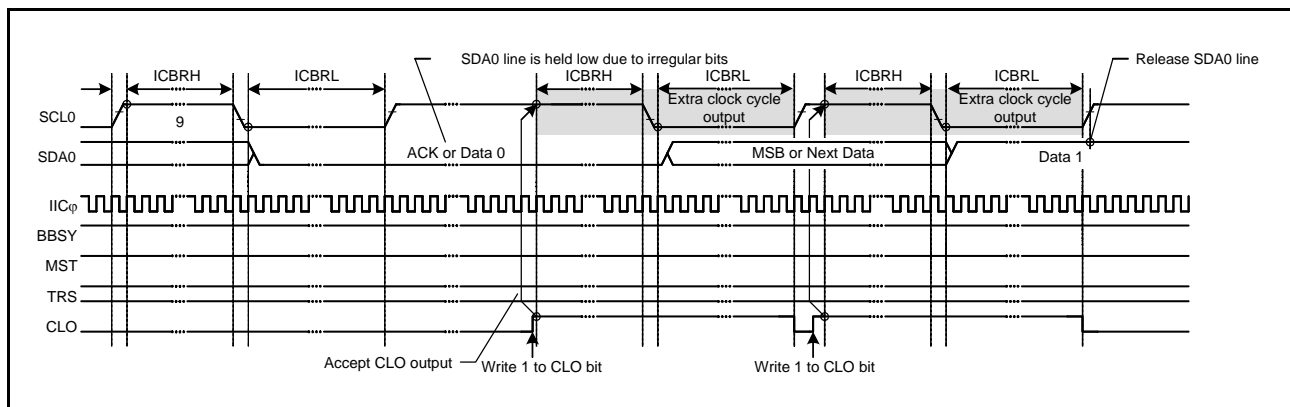 SDA0 line is held low due to irregular bits
Release SDA0 line
ICBRH
ICBRL
ICBRH
ICBRL
ICBRH
ICBRL
SCL0
9
Extra clock cycle
output
Extra clock cycle
output
SDA0
ACK or Data 0
MSB or Next Data
Data 1
IICφ
BBSY
MST
TRS
CLO
Accept CLO output
Write 1 to CLO bit
Write 1 to CLO bit